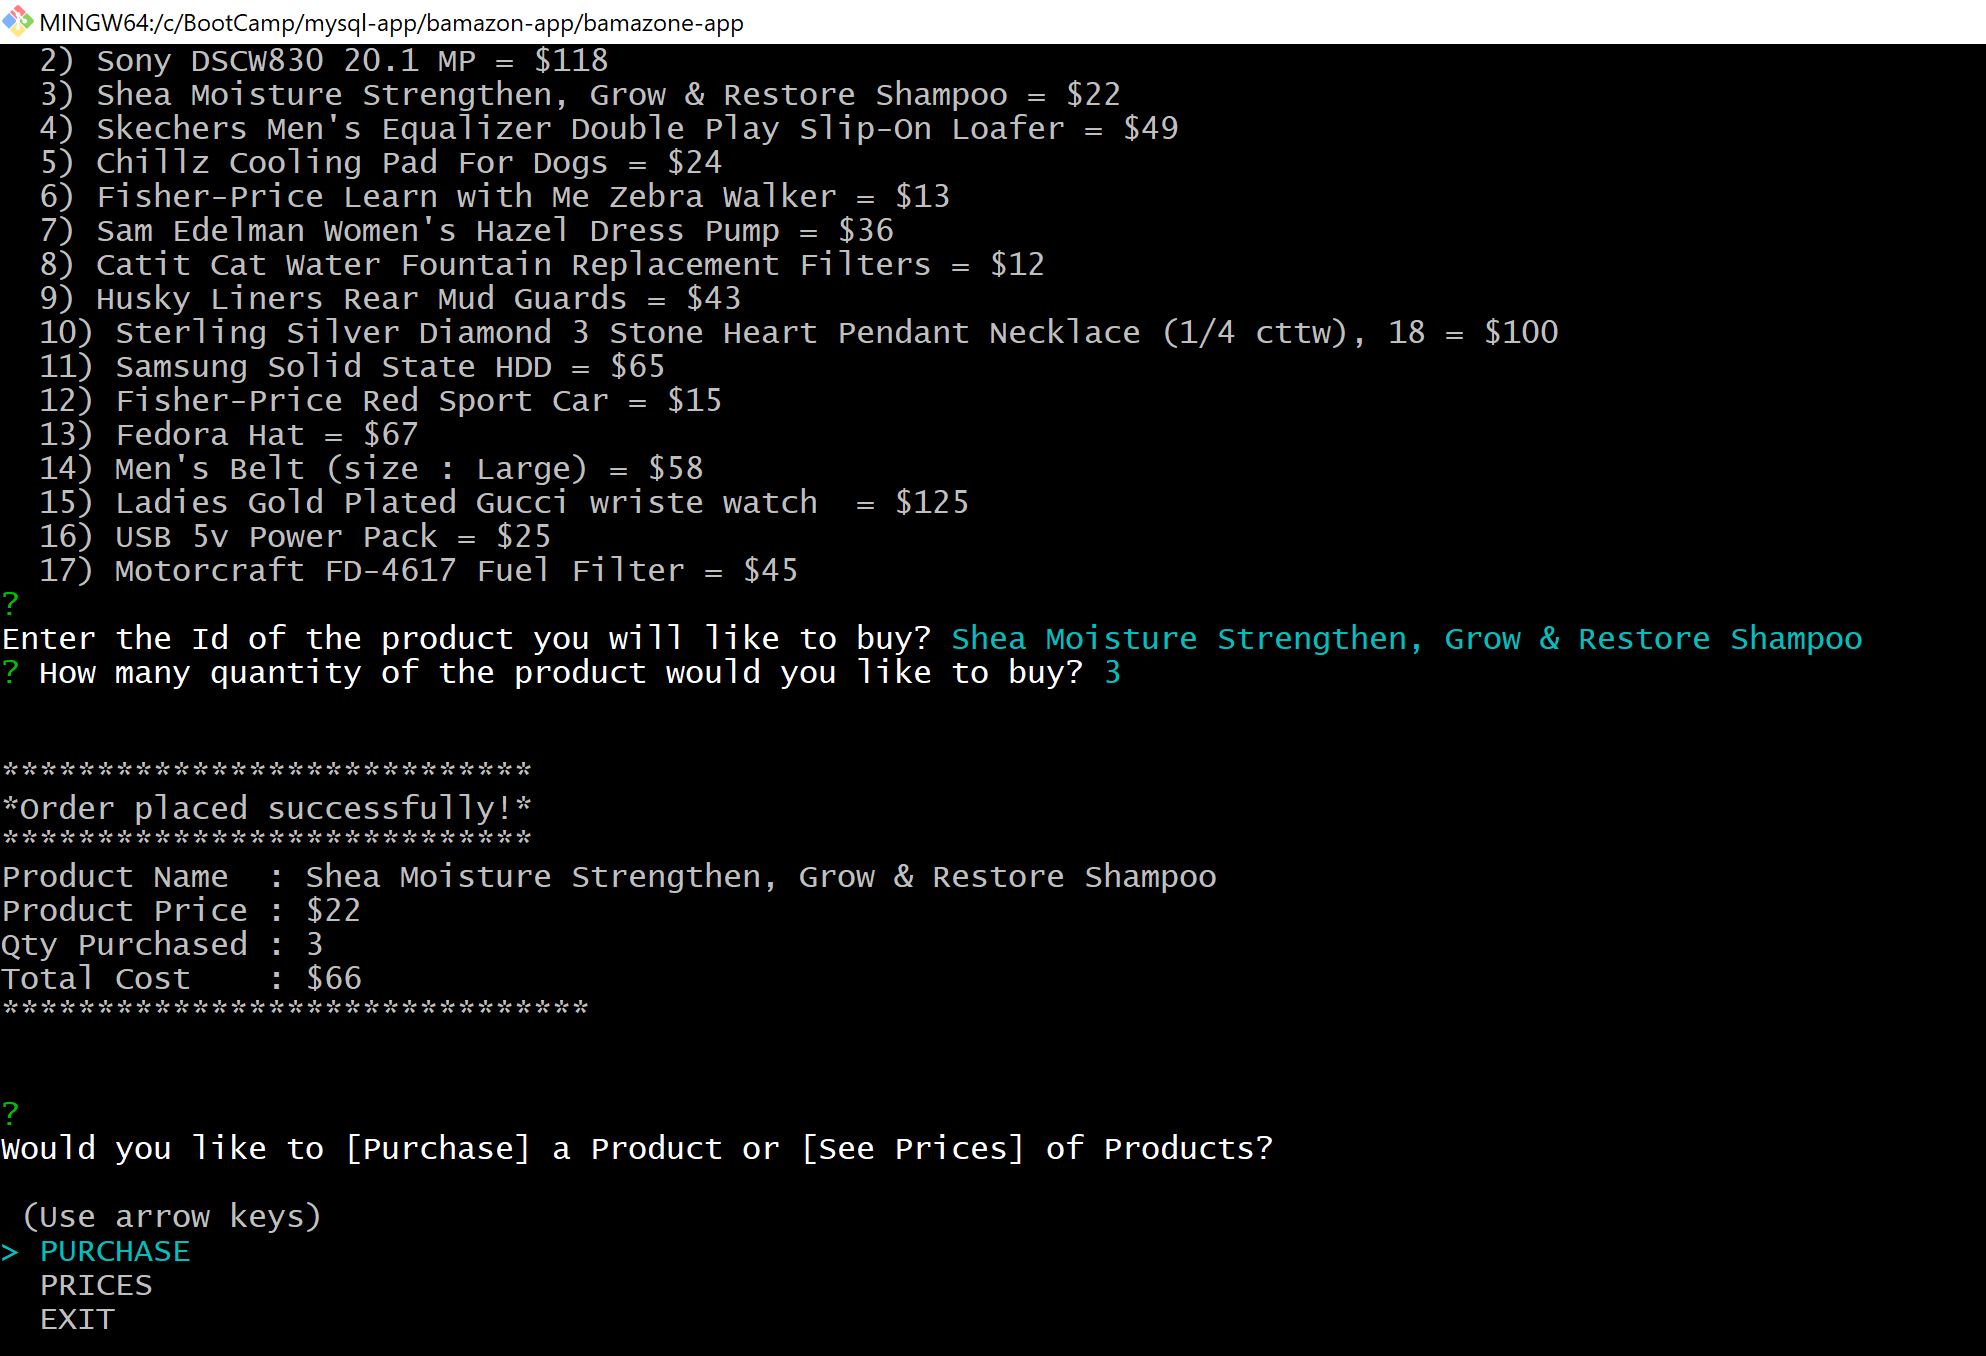 MINGW64:/c/BootCamp/mysql-app/bamazon-app/bamazone-app
2) Sony DSCW830 20.1 MP = $118
3) Shea Moisture Strengthen, Grow & Restore Shampoo = $22
4) Skechers Men's Equalizer Double Play Slip-On Loafer = $49
5) Chillz Cooling Pad For Dogs = $24
6) Fisher-Price Learn with Me Zebra Walker = $13
7) Sam Edelman Women's Hazel Dress Pump = $36
8) Catit Cat Water Fountain Replacement Filters = $12
9) Husky Liners Rear Mud Guards = $43
10) Sterling Silver Diamond 3 Stone Heart Pendant Necklace (1/4 cttw), 18 = $100
11) Samsung Solid State HDD = $65
12) Fisher-Price Red Sport Car = $15
13) Fedora Hat = $67
14) Men's Belt (size : Large) = $58
15) Ladies Gold Plated Gucci wriste watch  = $125
16) USB 5v Power Pack = $25
17) Motorcraft FD-4617 Fuel Filter = $45
?
Enter the Id of the product you will like to buy? Shea Moisture Strengthen, Grow & Restore Shampoo
? How many quantity of the product would you like to buy? 3
****************************
*Order placed successfully!*
****************************
Product Name  : Shea Moisture Strengthen, Grow & Restore Shampoo
Product Price : $22
Qty Purchased : 3
Total Cost    : $66
*******************************
?
Would you like to [Purchase] a Product or [See Prices] of Products?
(Use arrow keys)
> PURCHASE
PRICES
EXIT